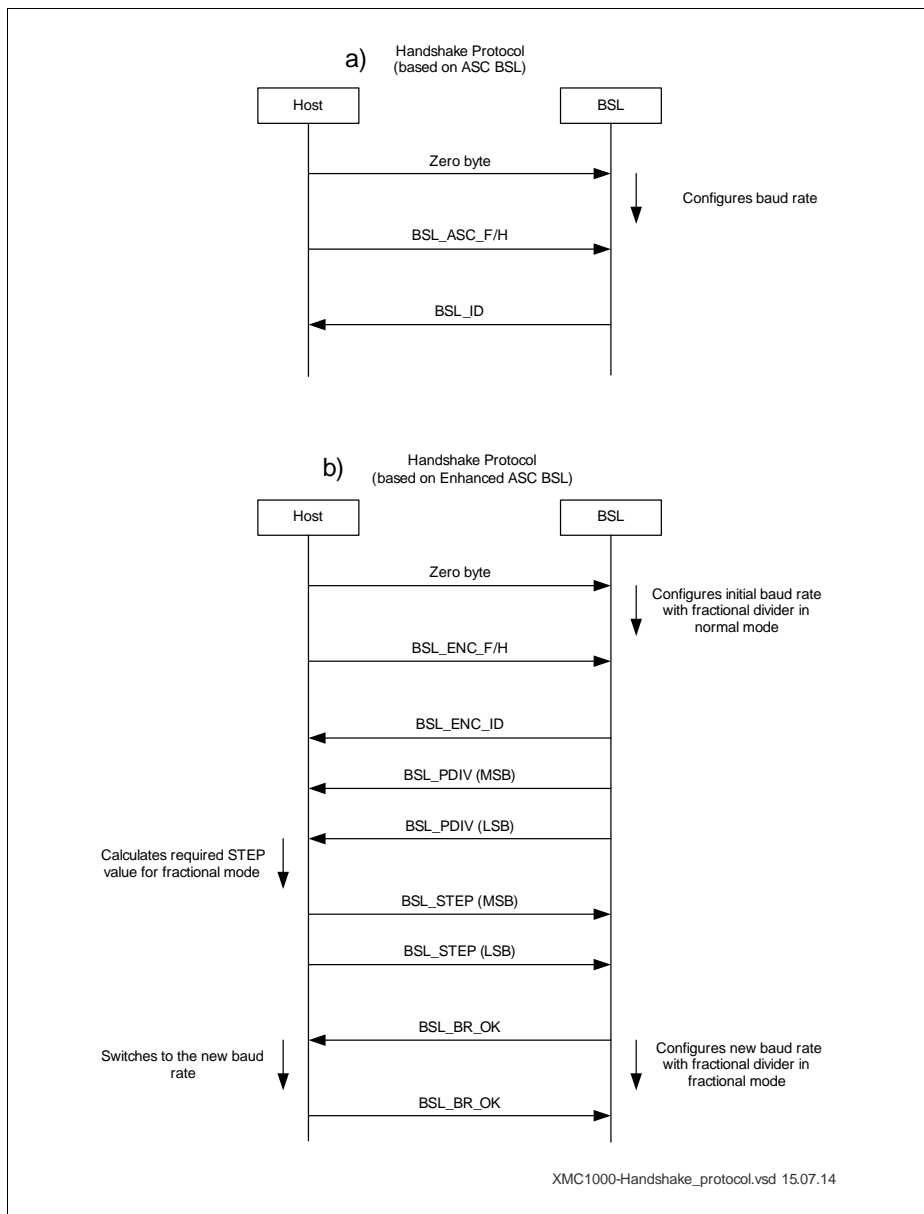 a)
Handshake Protocol
(based on ASC BSL)
Host
BSL
Zero byte
Configures baud rate
BSL_ASC_F/H
BSL_ID
b)
Handshake Protocol
(based on Enhanced ASC BSL)
Host
BSL
Zero byte
Configures initial baud rate
with fractional divider in
normal mode
BSL_ENC_F/H
BSL_ENC_ID
BSL_PDIV (MSB)
BSL_PDIV (LSB)
Calculates required STEP
value for fractional mode
BSL_STEP (MSB)
BSL_STEP (LSB)
BSL_BR_OK
Switches to the new baud
rate
Configures new baud rate
with fractional divider in
fractional mode
BSL_BR_OK
XMC1000-Handshake_protocol.vsd 15.07.14